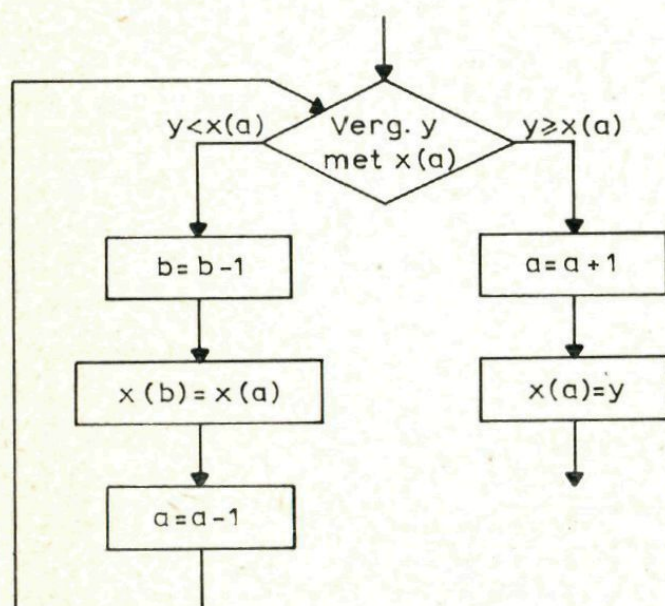 y<x(a)
Verg. y
met x(a)
y⩾x(a)
b=b-1
a=a+1
x(b)=x(a)
x(a)=y
a=a-1